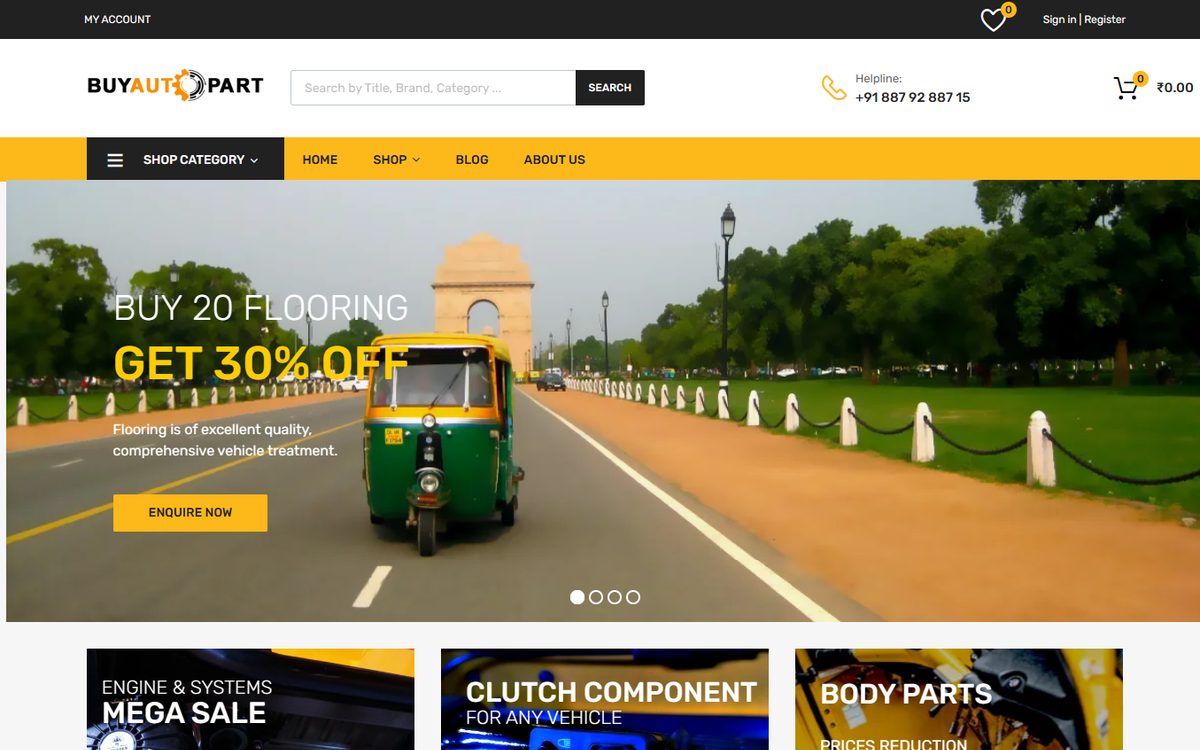 MY ACCOUNT
0
Sign in | Register
BUYAUTOPART
Search by Title, Brand, Category ...
SEARCH
Helpline:
+91 887 92 887 15
0
₹0.00
SHOP CATEGORY
HOME
SHOP
BLOG
ABOUT US
BUY 20 FLOORING
GET 30% OFF
Flooring is of excellent quality,
comprehensive vehicle treatment.
ENQUIRE NOW
ENGINE & SYSTEMS
MEGA SALE
CLUTCH COMPONENT
FOR ANY VEHICLE
BODY PARTS
PRICES REDUCTION